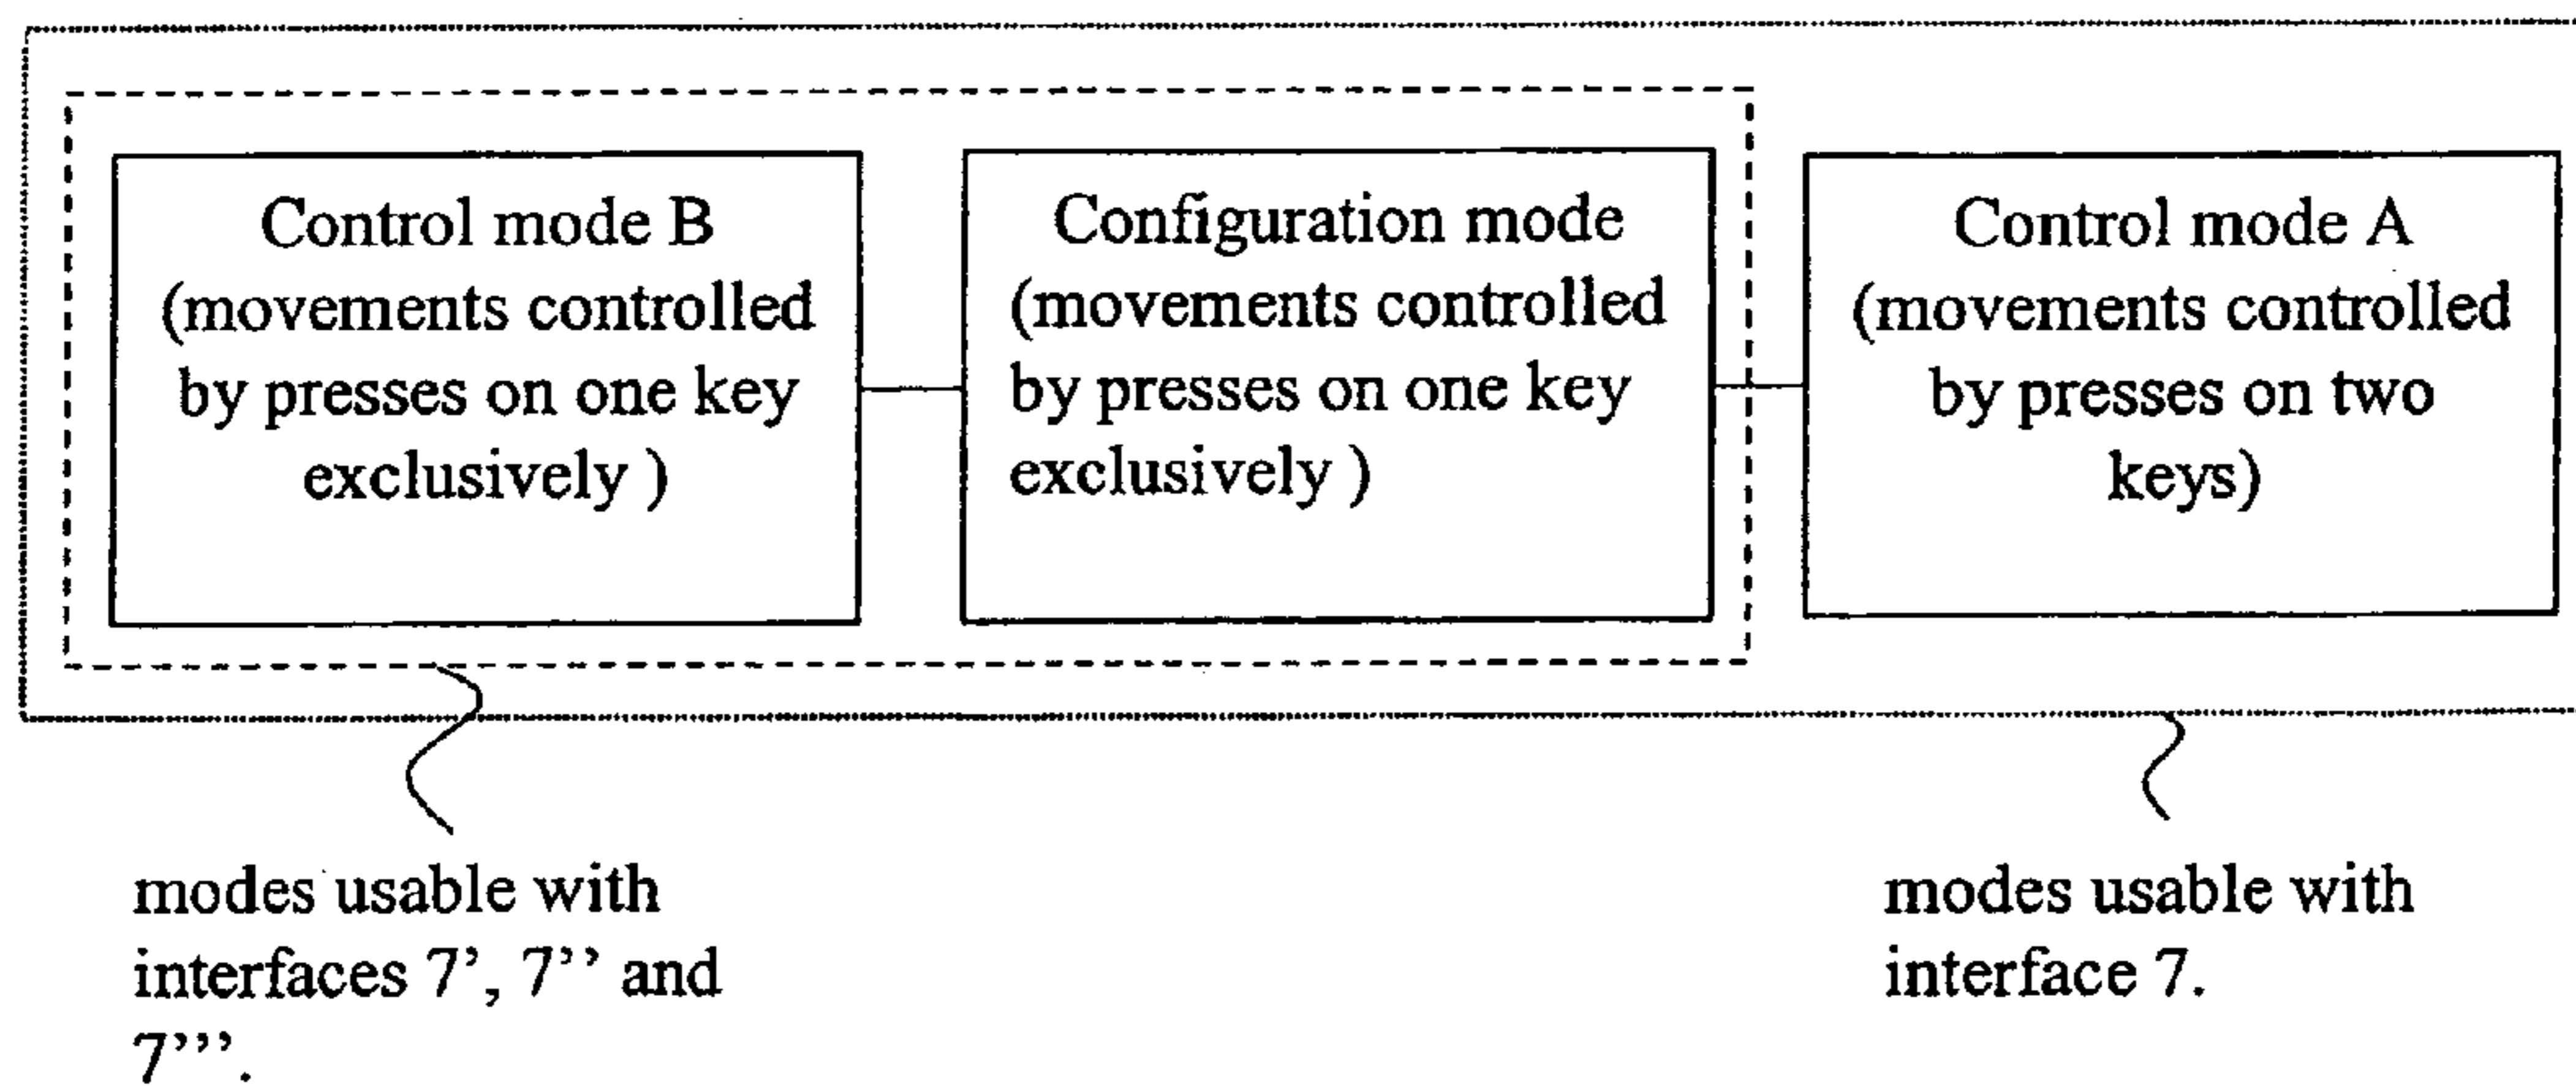 Control mode B
(movements controlled
by presses on one key
exclusively )
Configuration mode
(movements controlled
by presses on one key
exclusively )
Control mode A
(movements controlled
by presses on two
keys)
modes usable with
interfaces 7’, 7’’ and
7’’’.
modes usable with
interface 7.